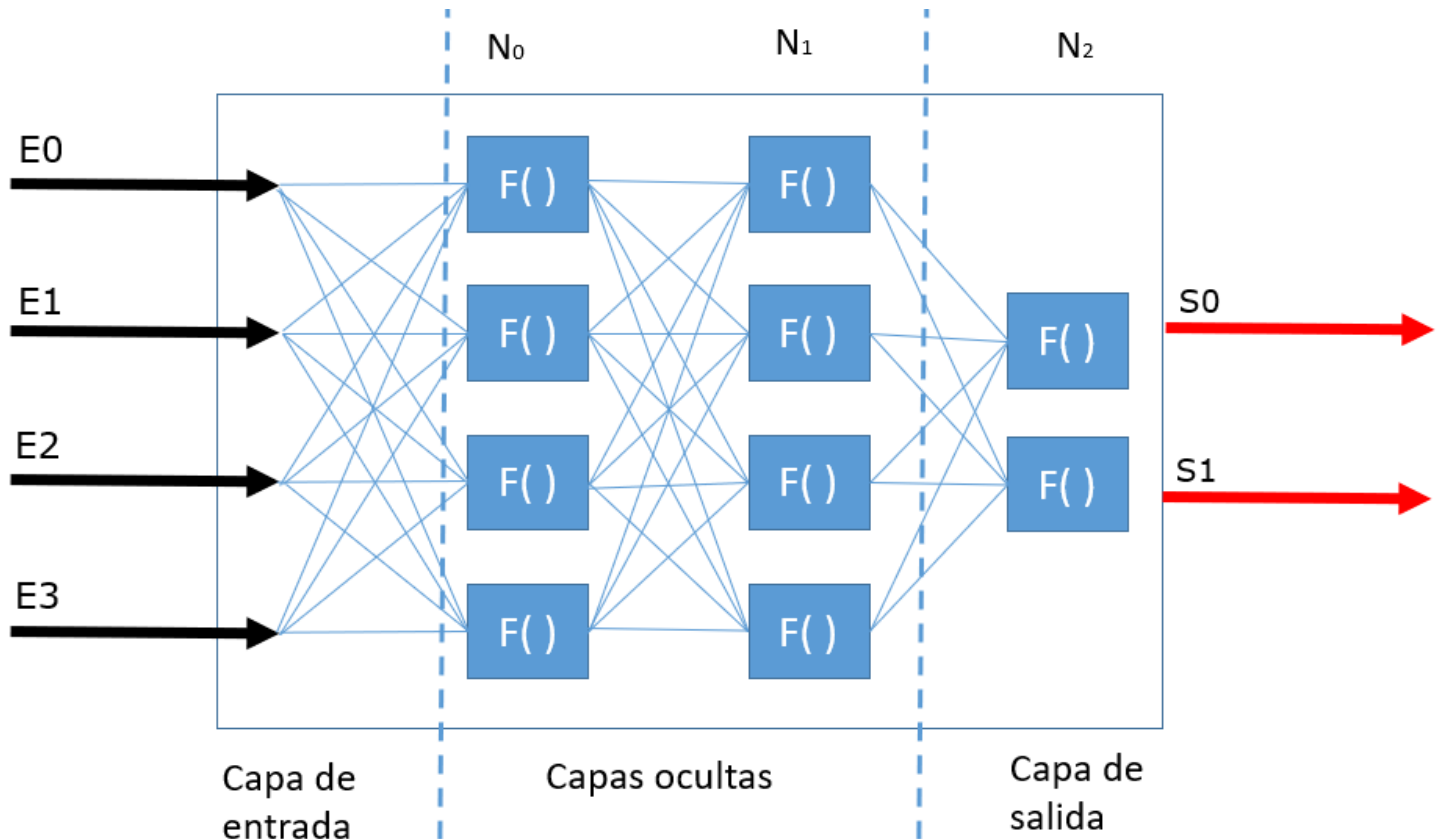 N₀ N₁ N₂
E0
F( ) F( )
E1
F( ) F( )
F( )
S0
E2
F( ) F( )
F( )
S1
E3
F( ) F( )
Capa de
entrada
Capas ocultas
Capa de
salida